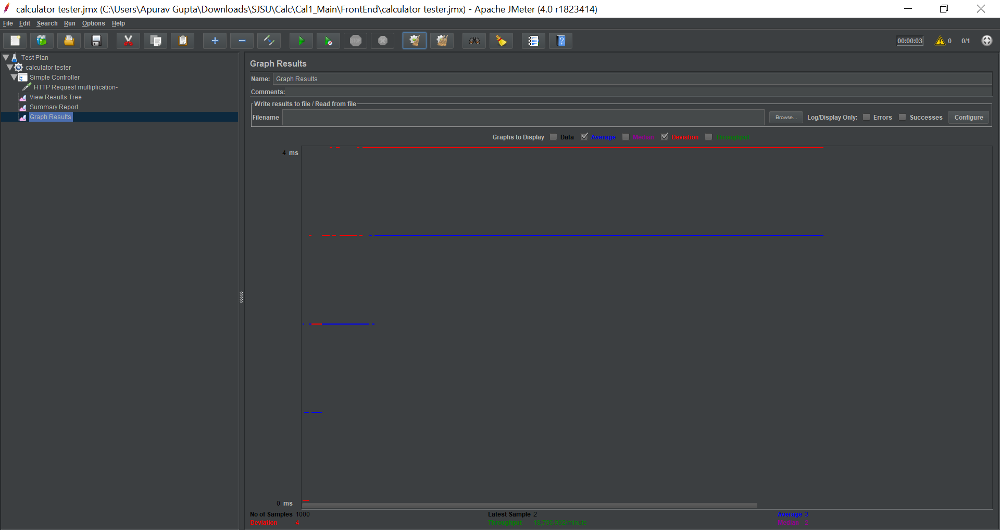 calculator tester.jmx (C:\Users\Apurav Gupta\Downloads\SJSU\Calc\Cal1_Main\FrontEnd\calculator tester.jmx) - Apache JMeter (4.0 r1823414)
File Edit Search Run Options Help
STOP
00:00:03 0 0/1
Test Plan
calculator tester
Simple Controller
HTTP Request multiplication-
View Results Tree
Summary Report
Graph Results
Graph Results
Name: Graph Results
Comments:
Write results to file / Read from file
Filename Browse... Log/Display Only: Errors Successes Configure
Graphs to Display Data Average Median Deviation Throughput
4 ms
0 ms
No of Samples 1000 Latest Sample 2 Average 3
Deviation 4 Throughput 18,796.992/minute Median 2